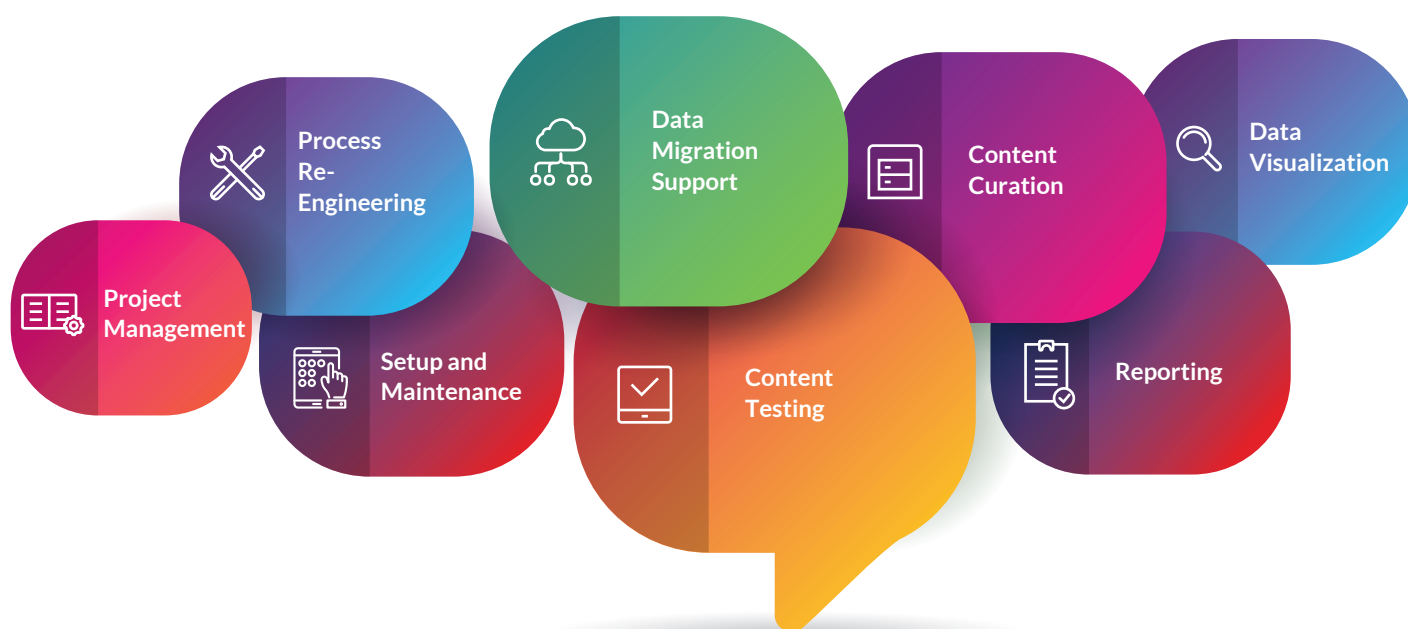 Project
Management
Process
Re-
Engineering
Setup and
Maintenance
Data
Migration
Support
Content
Testing
Content
Curation
Reporting
Data
Visualization